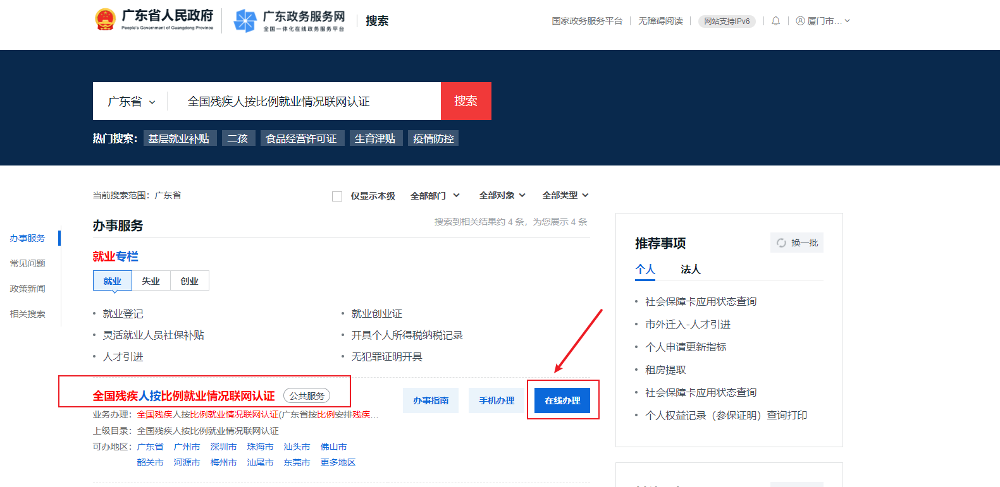 广东省人民政府
People's Government of Guangdong Province
广东政务服务网
全国一体化在线政务服务平台
搜索
国家政务服务平台
无障碍阅读
网站支持IPv6
厦门市...
广东省
全国残疾人按比例就业情况联网认证
搜索
热门搜索：
基层就业补贴
二孩
食品经营许可证
生育津贴
疫情防控
当前搜索范围：广东省
仅显示本级
全部部门
全部对象
全部类型
办事服务
常见问题
政策新闻
相关搜索
办事服务
搜索到相关结果约 4 条，为您展示 4 条
就业专栏
就业
失业
创业
• 就业登记
• 就业创业证
• 灵活就业人员社保补贴
• 开具个人所得税纳税记录
• 人才引进
• 无犯罪证明开具
全国残疾人按比例就业情况联网认证
公共服务
办事指南
手机办理
在线办理
业务办理：全国残疾人按比例就业情况联网认证(广东省按比例安排残疾...
上级目录：全国残疾人按比例就业情况联网认证
可办地区：广东省 广州市 深圳市 珠海市 汕头市 佛山市
韶关市 河源市 梅州市 汕尾市 东莞市 更多地区
推荐事项
换一批
个人
法人
• 社会保障卡应用状态查询
• 市外迁入-人才引进
• 个人申请更新指标
• 租房提取
• 社会保障卡应用状态查询
• 个人权益记录（参保证明）查询打印